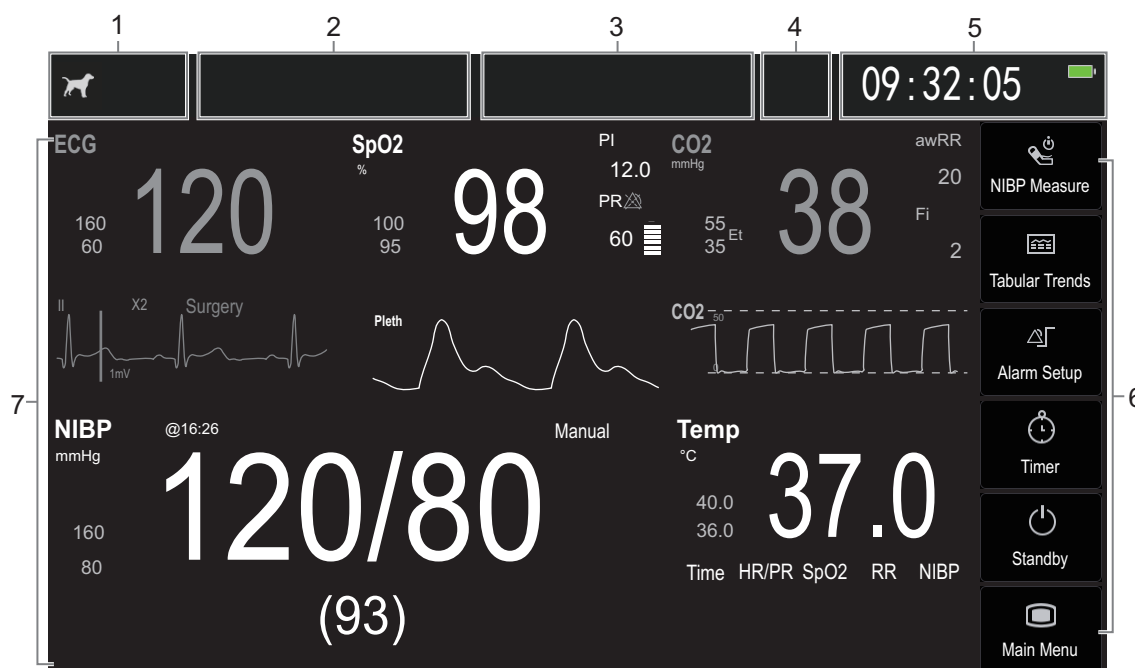 1 2 3 4 5
09:32:05
ECG
160
60
120
SpO2
%
100
95
98
PI
12.0
PR
60
CO2
mmHg
55
35
Et
38
awRR
20
Fi
2
II X2 Surgery
1mV
Pleth
CO2
50
0
NIBP
mmHg
@16:26
Manual
160
80
120/80
(93)
Temp
°C
40.0
36.0
37.0
Time HR/PR SpO2 RR NIBP
NIBP Measure
Tabular Trends
Alarm Setup
Timer
Standby
Main Menu
6
7